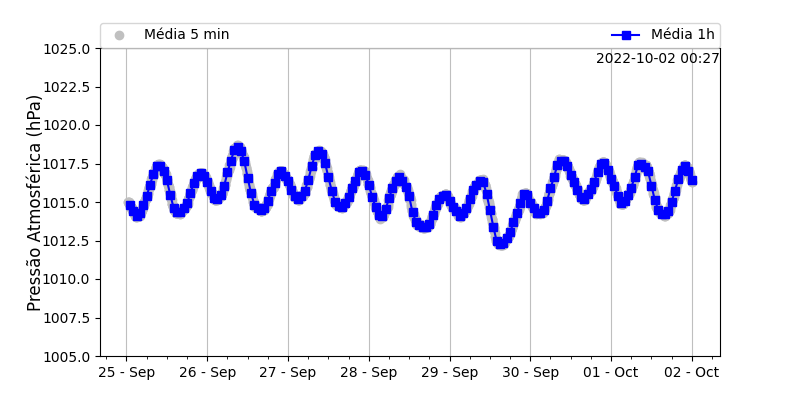 Média 5 min
Média 1h
2022-10-02 00:27
Pressão Atmosférica (hPa)
1025.0
1022.5
1020.0
1017.5
1015.0
1012.5
1010.0
1007.5
1005.0
25 - Sep
26 - Sep
27 - Sep
28 - Sep
29 - Sep
30 - Sep
01 - Oct
02 - Oct